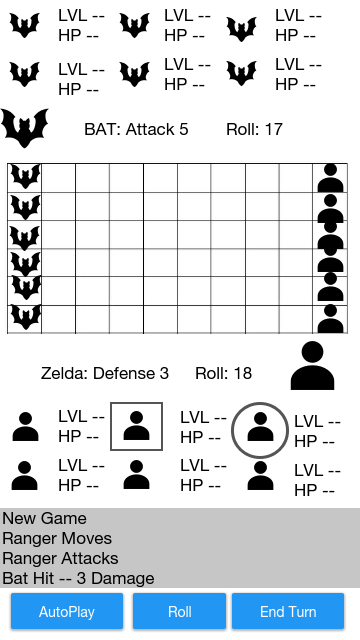 LVL -- LVL -- LVL --
HP -- HP -- HP --
LVL -- LVL -- LVL --
HP -- HP -- HP --
BAT: Attack 5 Roll: 17
Zelda: Defense 3 Roll: 18
LVL -- LVL -- LVL --
HP -- HP -- HP --
LVL -- LVL -- LVL --
HP -- HP -- HP --
New Game
Ranger Moves
Ranger Attacks
Bat Hit -- 3 Damage
AutoPlay Roll End Turn